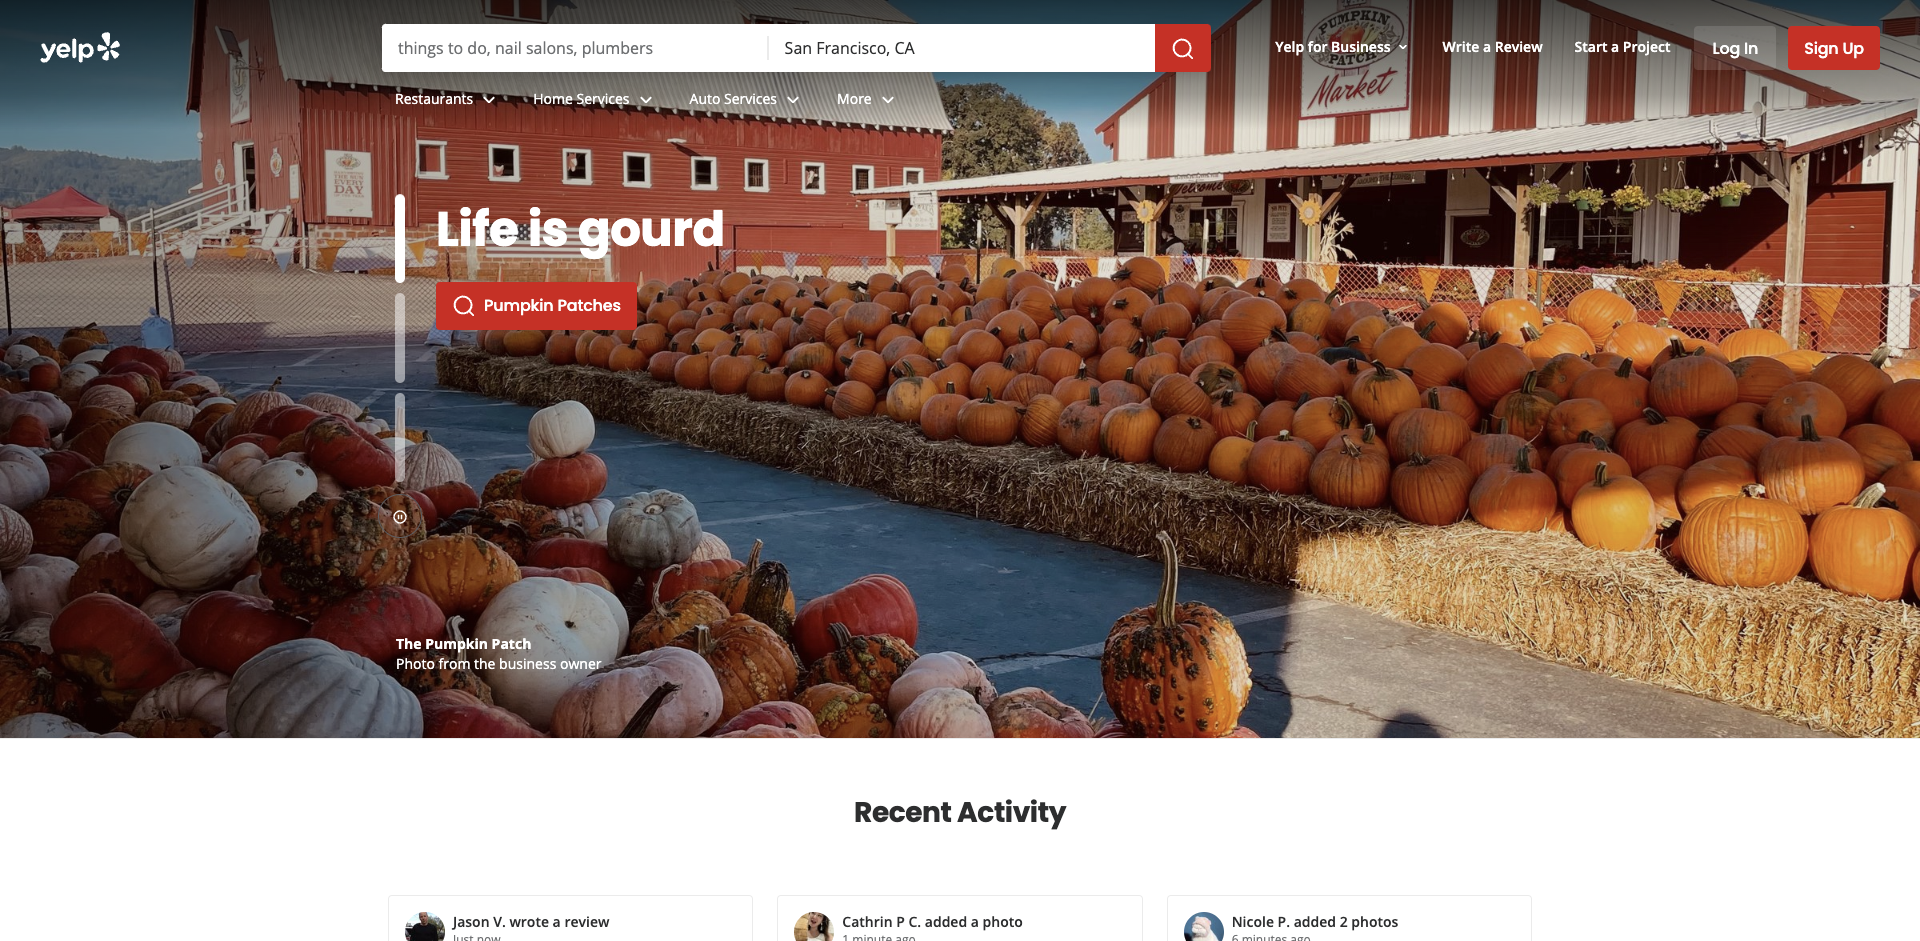 yelp
things to do, nail salons, plumbers
San Francisco, CA
Yelp for Business
Write a Review
Start a Project
Log In
Sign Up
Restaurants
Home Services
Auto Services
More
PUMPKIN
PATCH
Market
EVERY
DAY
Welcome
Life is gourd
Pumpkin Patches
The Pumpkin Patch
Photo from the business owner
Recent Activity
Jason V. wrote a review
Just now
Cathrin P C. added a photo
1 minute ago
Nicole P. added 2 photos
6 minutes ago